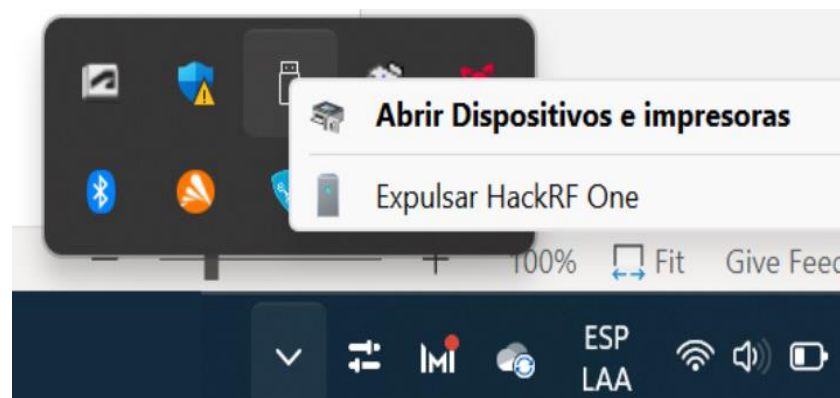 Abrir Dispositivos e impresoras
Expulsar HackRF One
100% Fit Give Feed
ESP
LAA